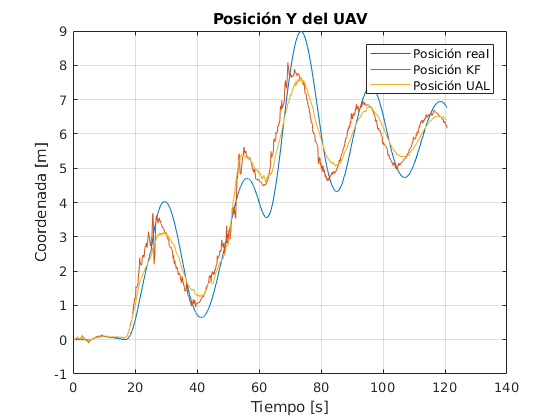 Posición Y del UAV
Posición real
Posición KF
Posición UAL
Coordenada [m]
9
8
7
6
5
4
3
2
1
0
-1
0 20 40 60 80 100 120 140
Tiempo [s]